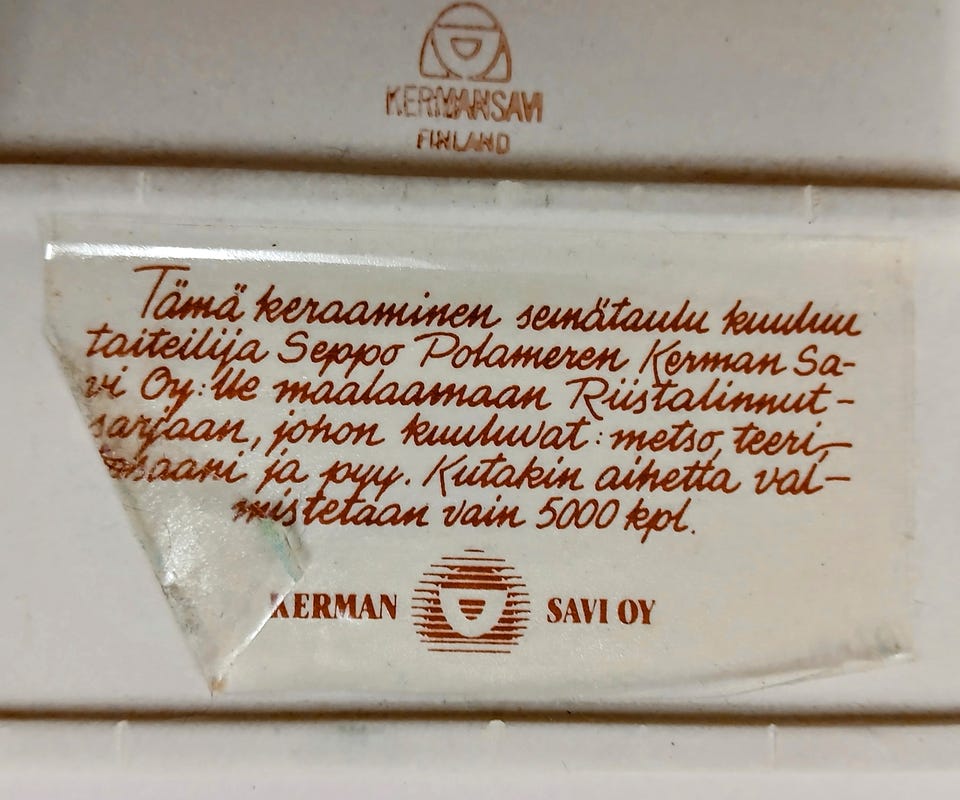 KERMANSAVI
FINLAND
Tämä keraaminen seinätaulu kuuluu
taiteilija Seppo Polameren Kerman Sa-
vi Oy:lle maalaamaan Riistalinnut-
sarjaan, johon kuuluvat: metso, teeri,
ja pyy. Kutakin aihetta val-
mistetaan vain 5000 kpl.
KERMAN SAVI OY